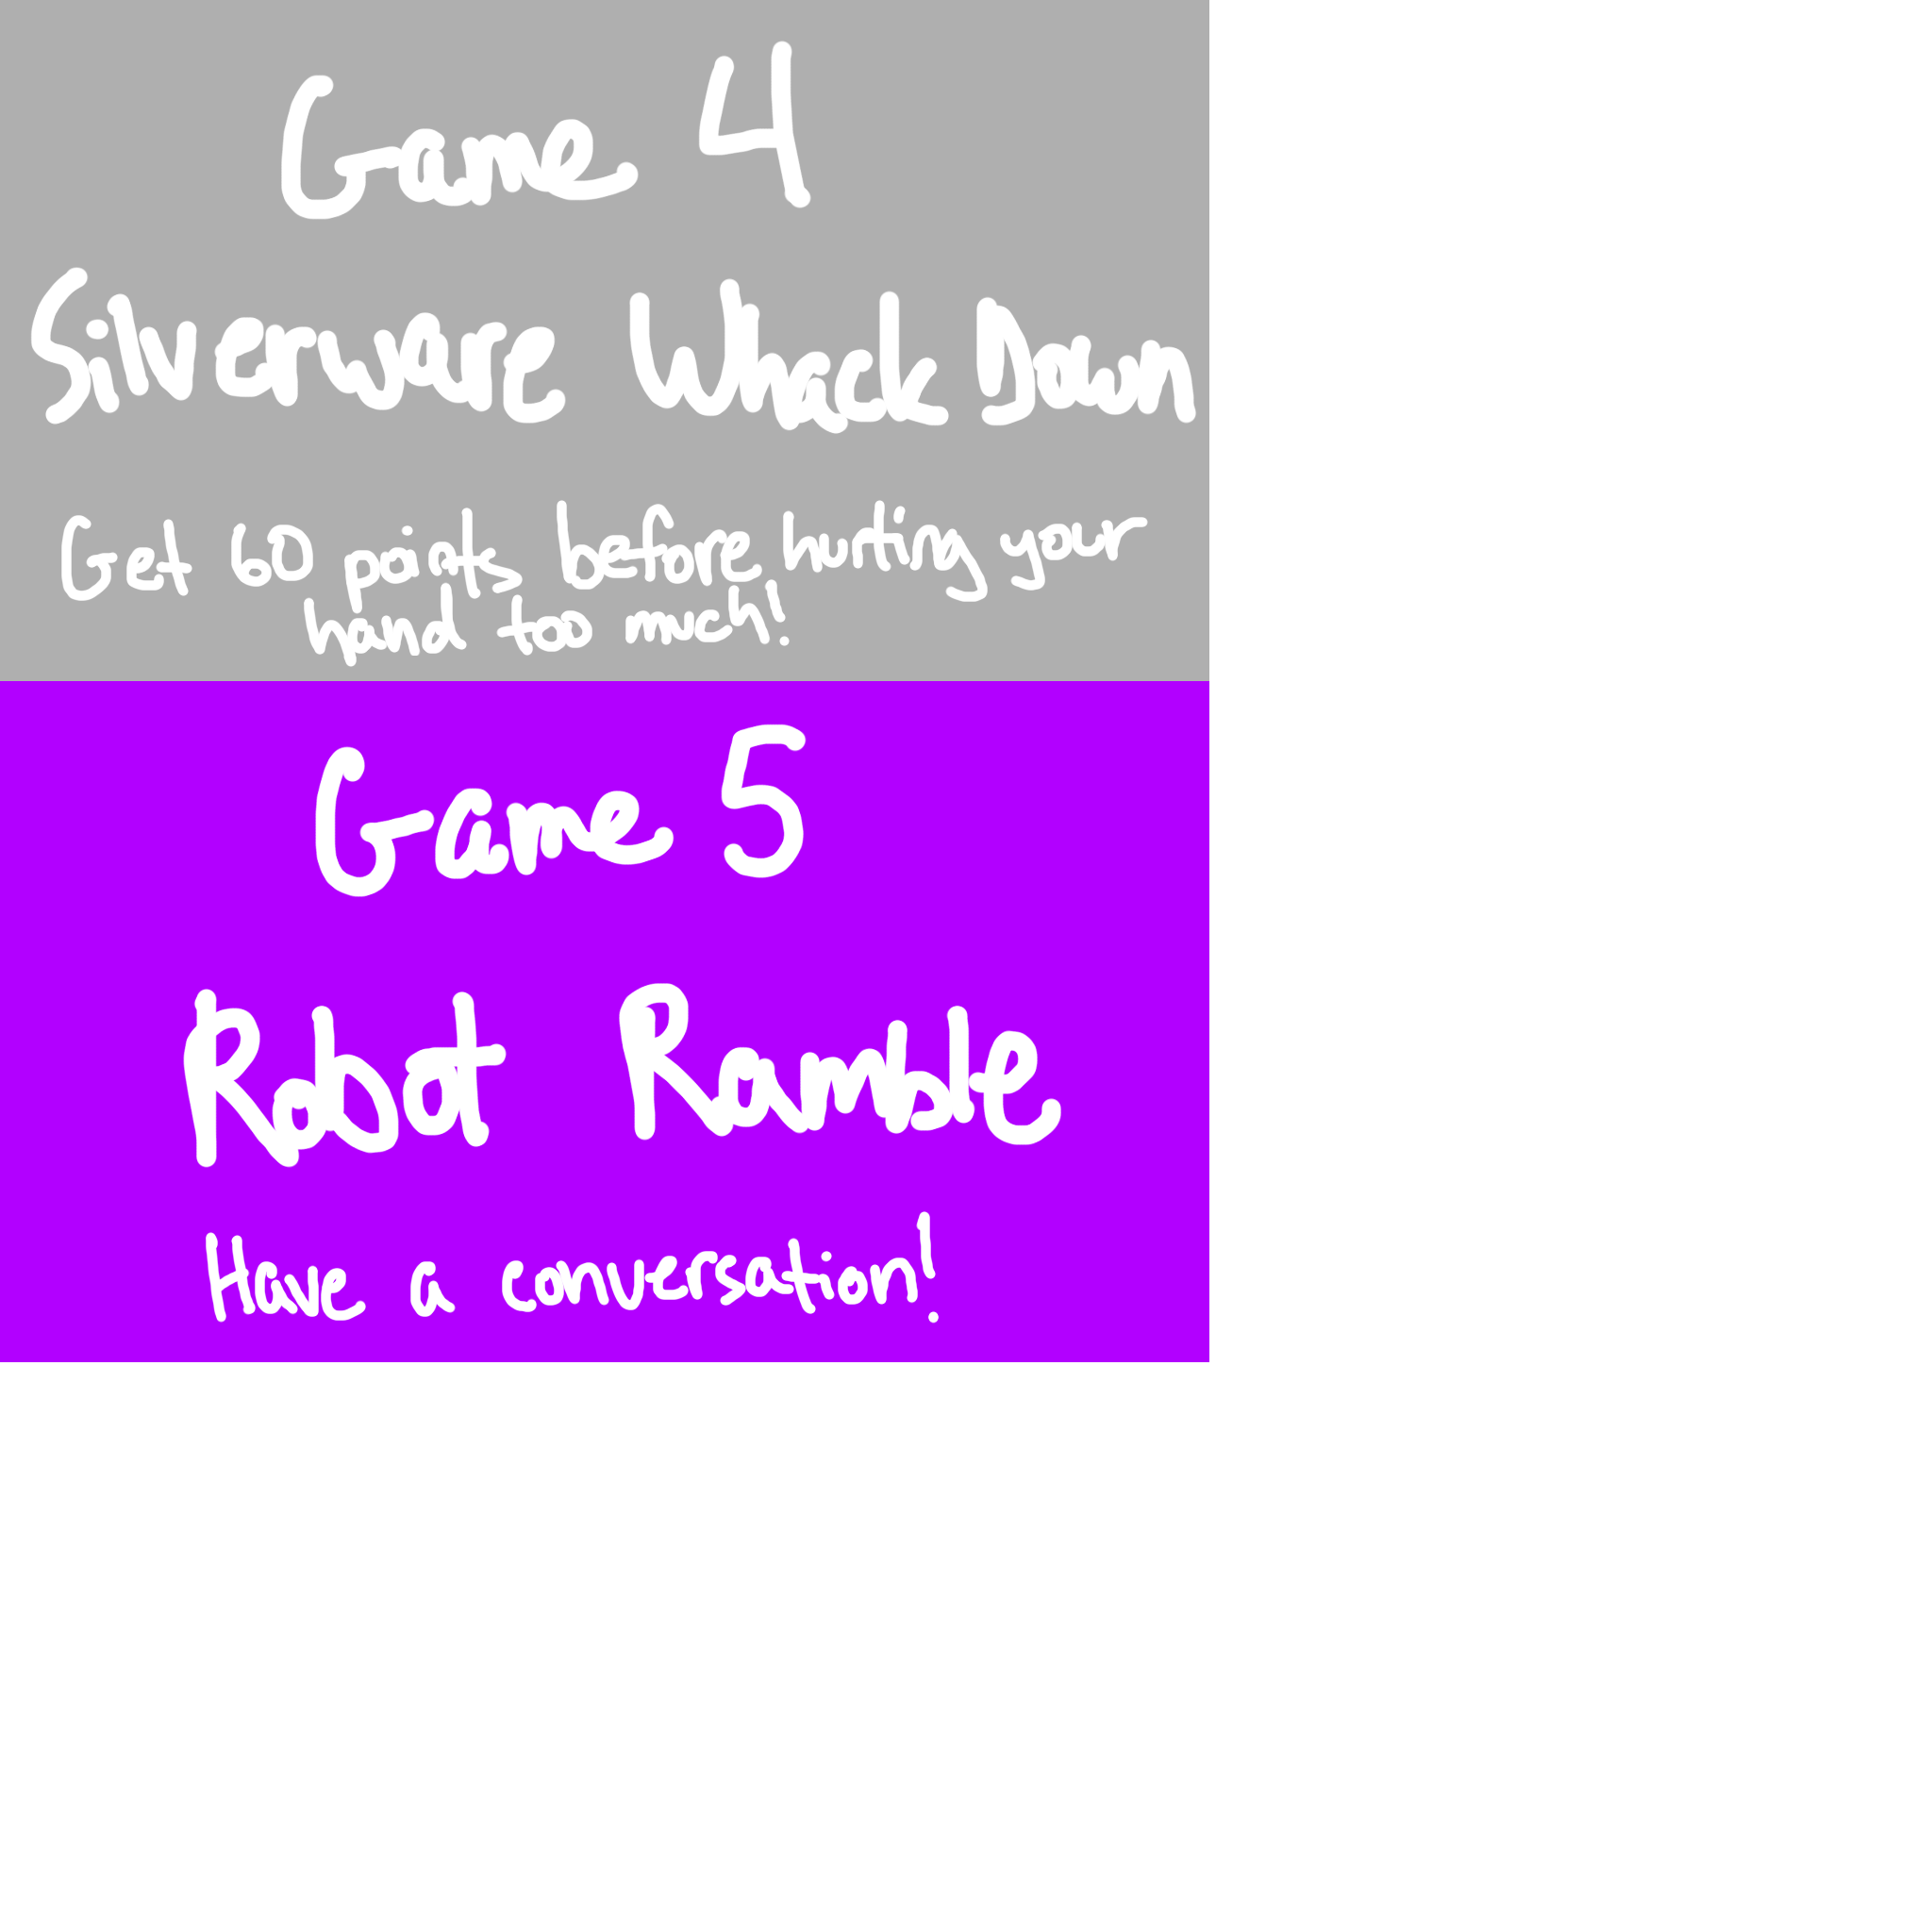 Game 4
Silverware Whack Down
Get 60 points before hurting your
hand too much!
Game 5
Robot Ramble
Have a conversation!